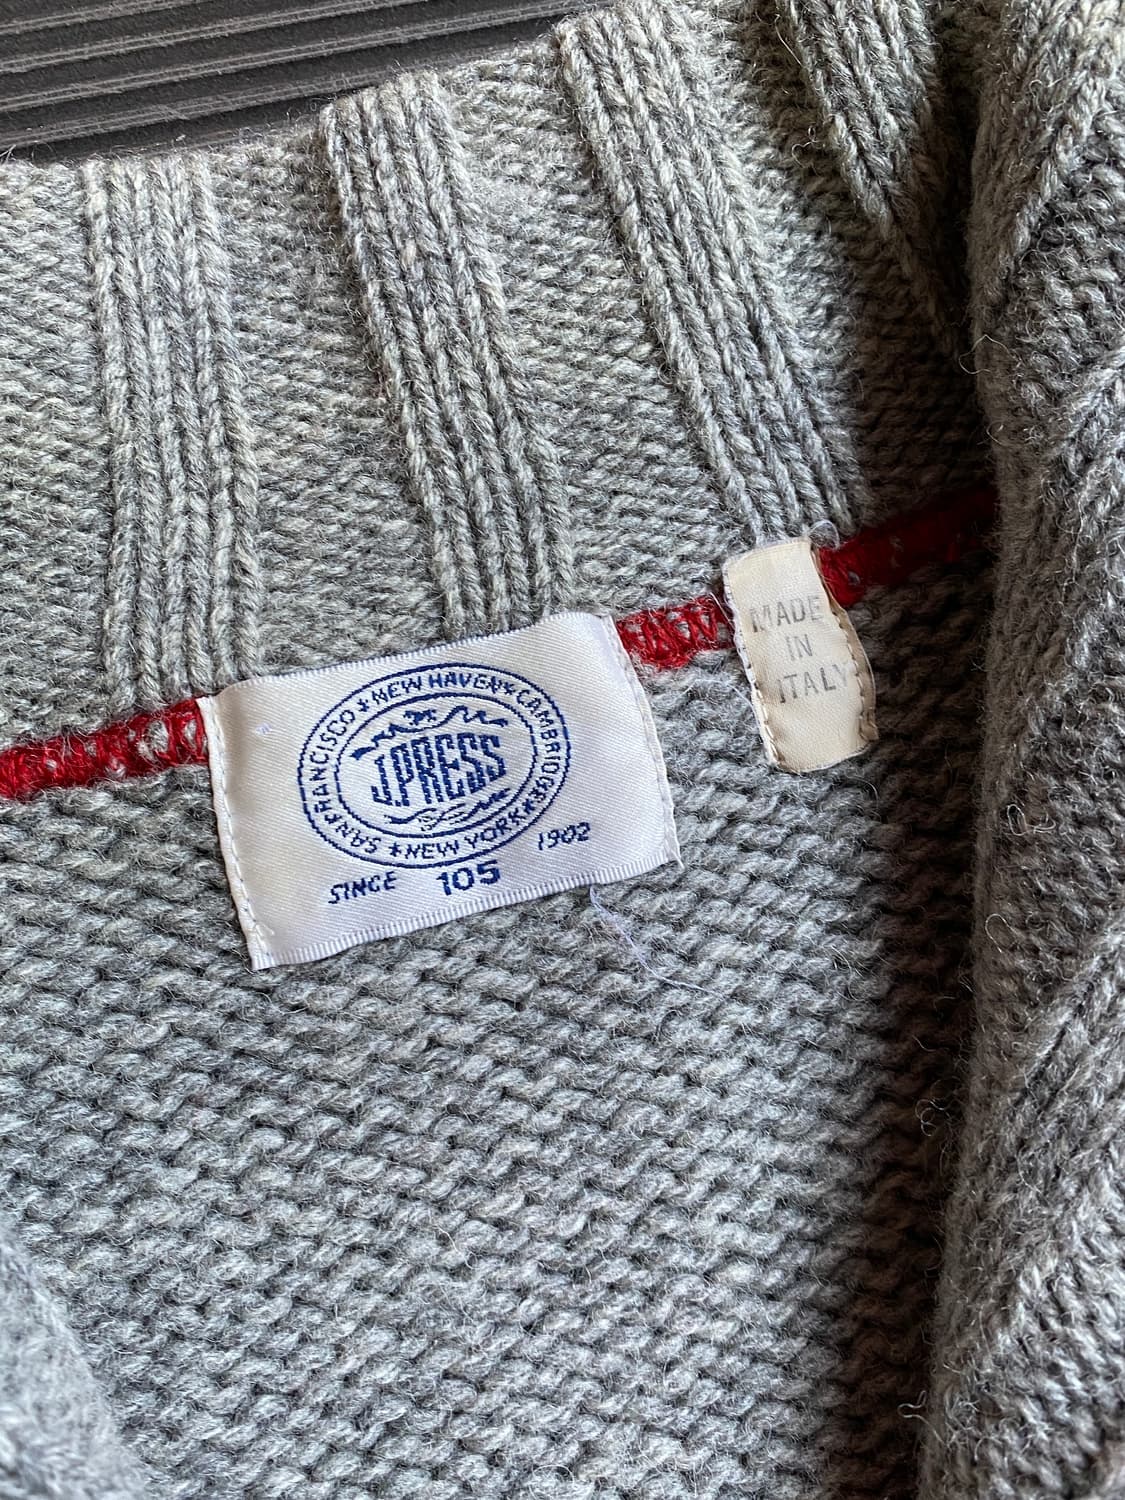 ★NEW HAVEN★CAMBRIDGE★NEW YORK★SAN FRANCISCO
J.PRESS
SINCE 105 1902
MADE
IN
ITALY